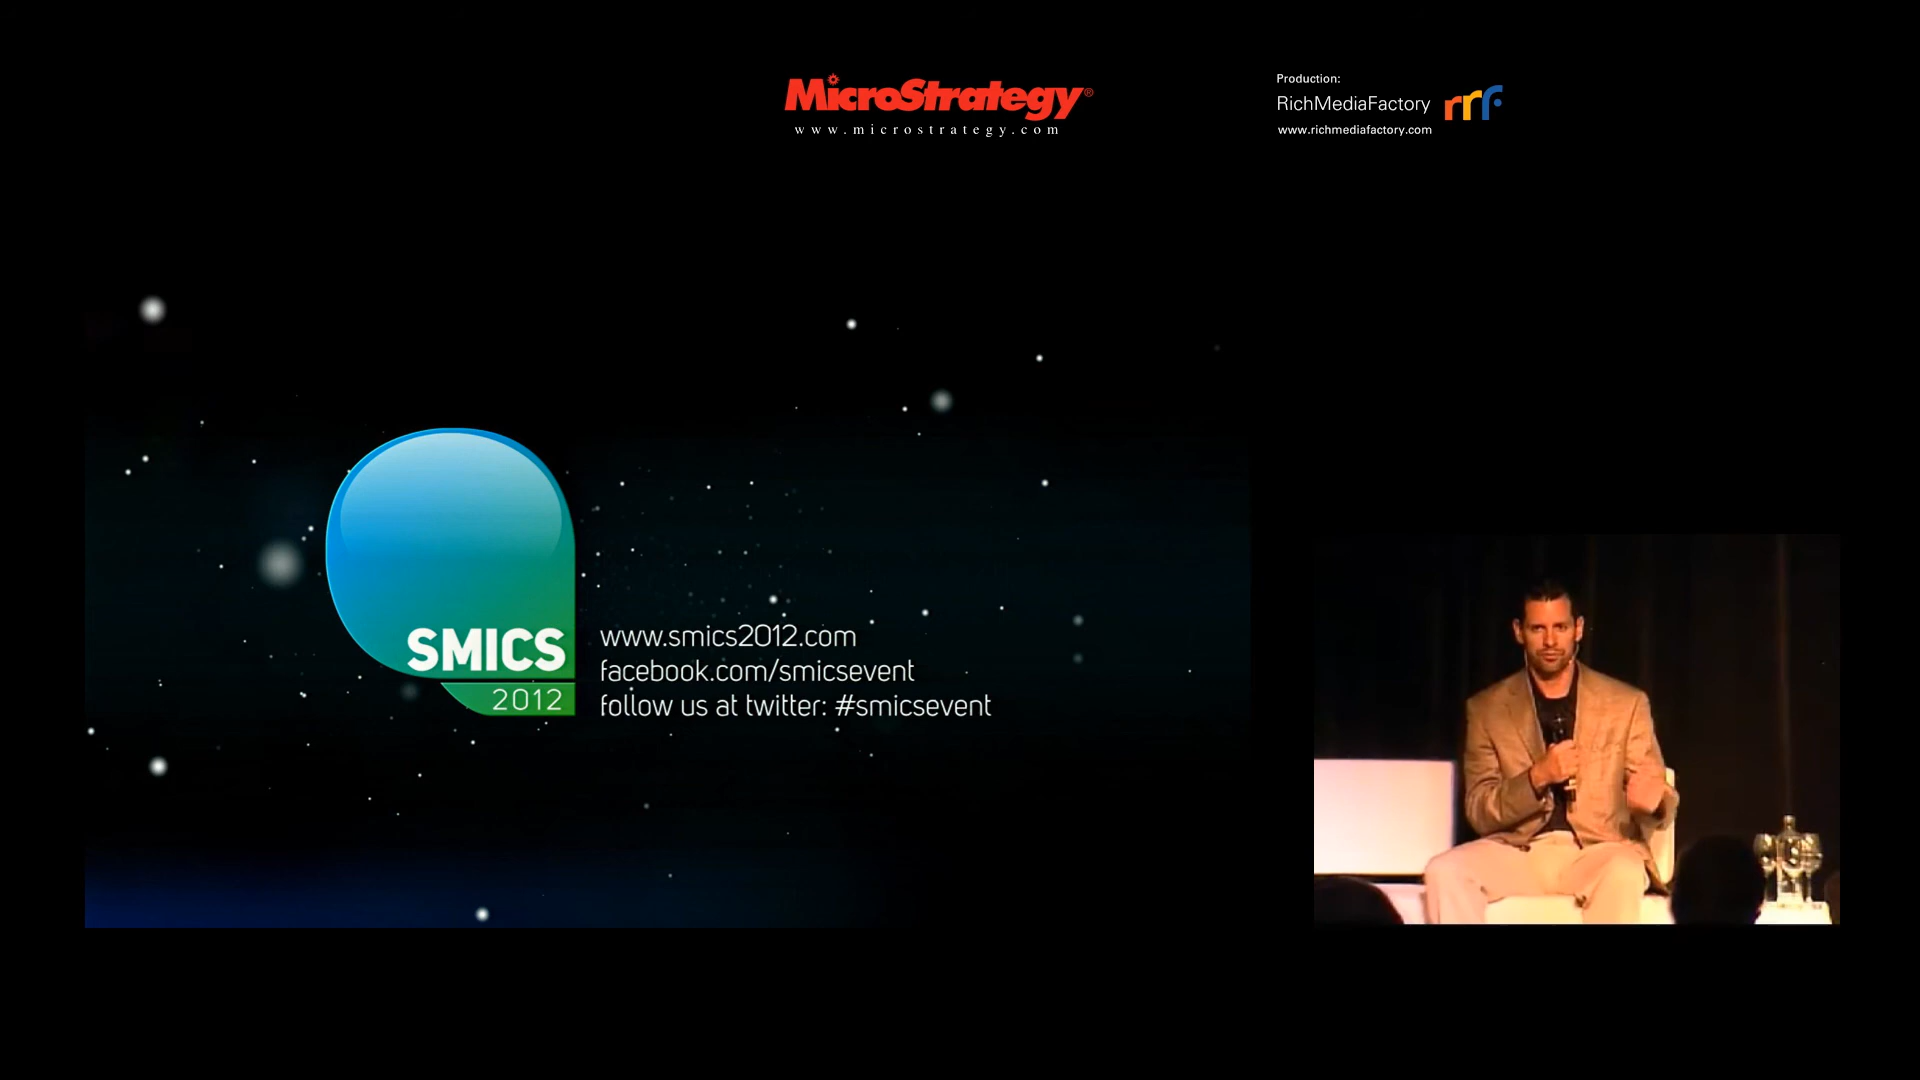 MicroStrategy®
www.microstrategy.com
Production:
RichMediaFactory rrf
www.richmediafactory.com
SMICS
2012
www.smics2012.com
facebook.com/smicsevent
follow us at twitter: #smicsevent